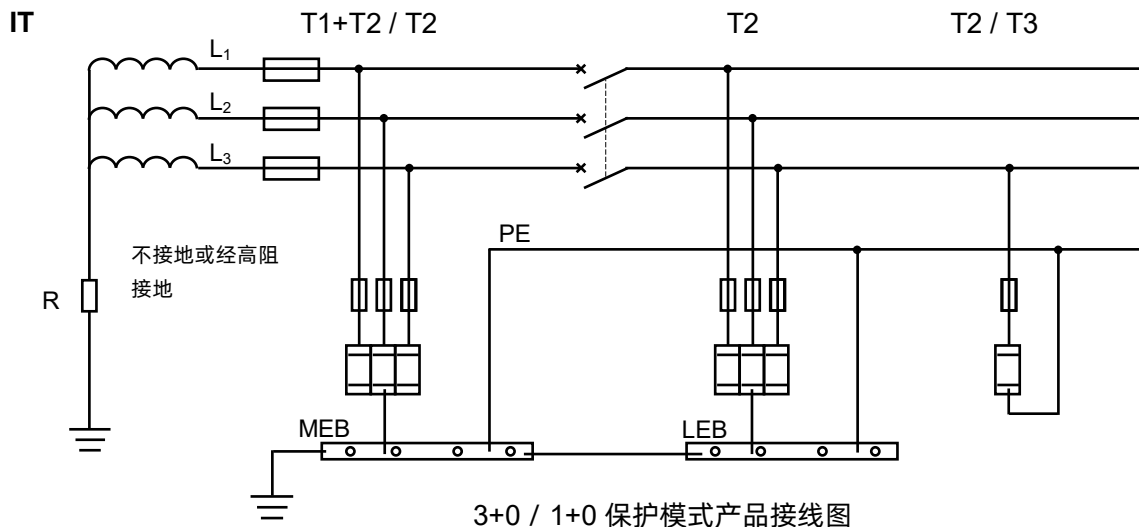 IT
T1+T2 / T2
T2
T2 / T3
L₁
L₂
L₃
PE
不接地或经高阻
接地
R
MEB
LEB
3+0 / 1+0 保护模式产品接线图